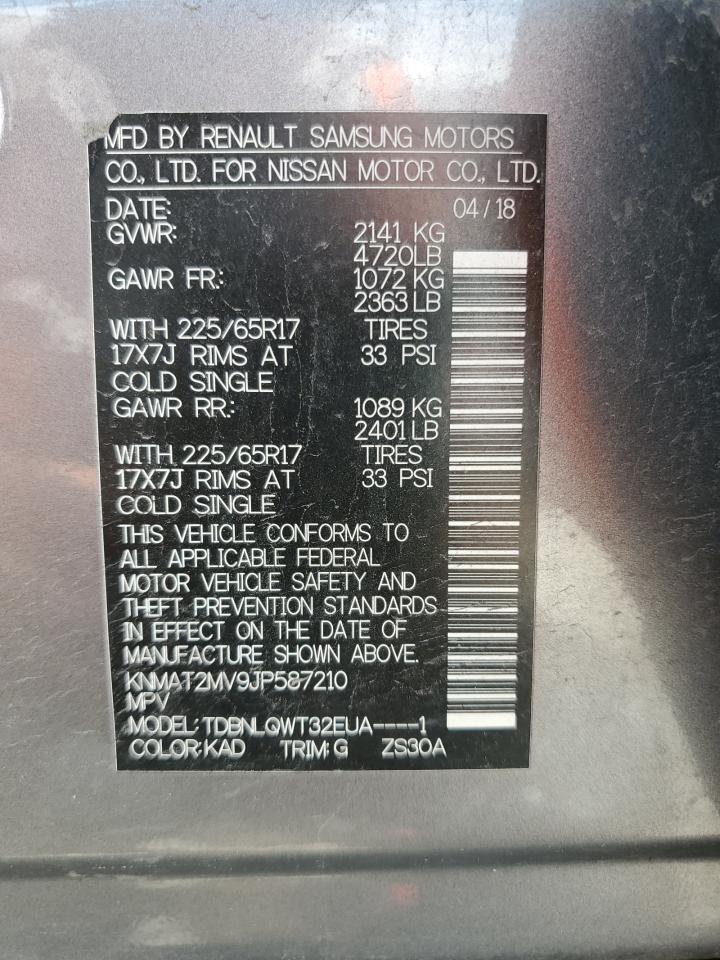 MFD BY RENAULT SAMSUNG MOTORS
CO., LTD. FOR NISSAN MOTOR CO., LTD.
DATE: 04/18
GVWR: 2141 KG
4720LB
GAWR FR.: 1072 KG
2363 LB
WITH 225/65R17 TIRES
17X7J RIMS AT 33 PSI
COLD SINGLE
GAWR RR.: 1089 KG
2401 LB
WITH 225/65R17 TIRES
17X7J RIMS AT 33 PSI
COLD SINGLE
THIS VEHICLE CONFORMS TO
ALL APPLICABLE FEDERAL
MOTOR VEHICLE SAFETY AND
THEFT PREVENTION STANDARDS
IN EFFECT ON THE DATE OF
MANUFACTURE SHOWN ABOVE.
KNMAT2MV9JP587210
MPV
MODEL: TDBNLQWT32EUA----1
COLOR:KAD TRIM: G ZS30A